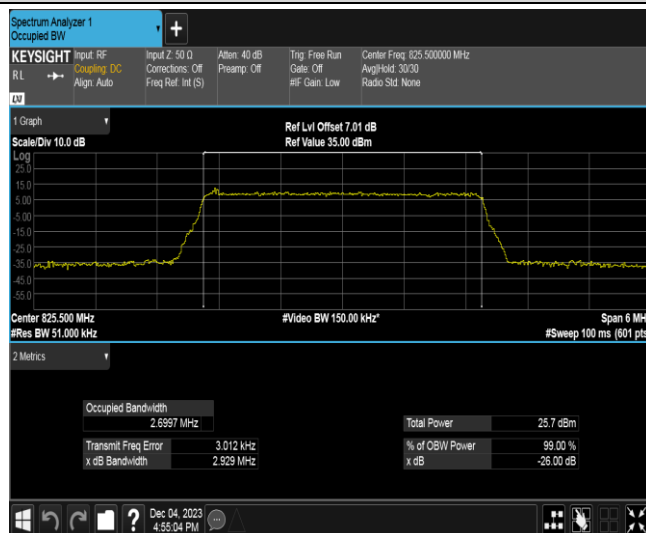 Spectrum Analyzer 1
Occupied BW
KEYSIGHT
RL
LXI
Input: RF
Coupling: DC
Align: Auto
Input Z: 50 Ω
Corrections: Off
Freq Ref: Int (S)
Atten: 40 dB
Preamp: Off
Trig: Free Run
Gate: Off
#IF Gain: Low
Center Freq: 825.500000 MHz
Avg|Hold: 30/30
Radio Std: None
1 Graph
Scale/Div 10.0 dB
Ref Lvl Offset 7.01 dB
Ref Value 35.00 dBm
Log
25.0
15.0
5.00
-5.00
-15.0
-25.0
-35.0
-45.0
-55.0
Center 825.500 MHz
#Video BW 150.00 kHz*
Span 6 MH
#Res BW 51.000 kHz
#Sweep 100 ms (601 pts
2 Metrics
Occupied Bandwidth
2.6997 MHz
Transmit Freq Error 3.012 kHz
x dB Bandwidth 2.929 MHz
Total Power 25.7 dBm
% of OBW Power 99.00 %
x dB -26.00 dB
Dec 04, 2023
4:55:04 PM